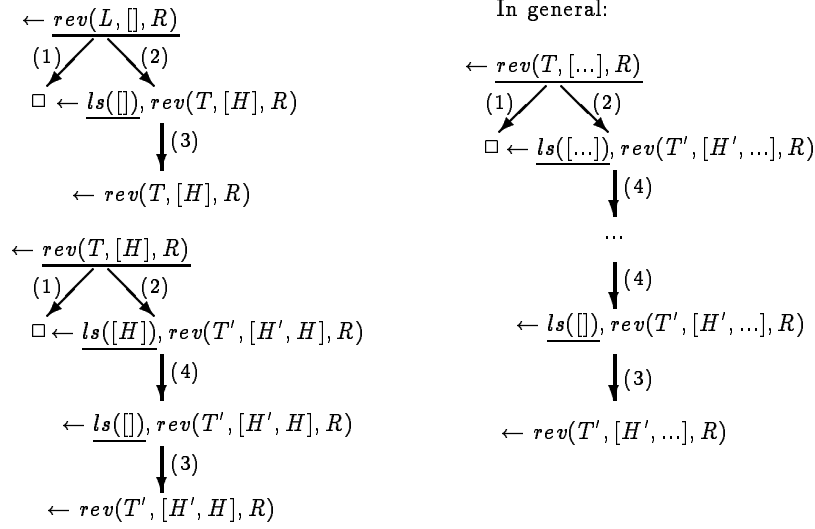 ← rev(L, [], R)
(1) (2)
□ ← ls([]), rev(T, [H], R)
(3)
← rev(T, [H], R)
← rev(T, [H], R)
(1) (2)
□ ← ls([H]), rev(T′, [H′, H], R)
(4)
← ls([]), rev(T′, [H′, H], R)
(3)
← rev(T′, [H′, H], R)
In general:
← rev(T, [...], R)
(1) (2)
□ ← ls([...]), rev(T′, [H′, ...], R)
(4)
...
(4)
← ls([]), rev(T′, [H′, ...], R)
(3)
← rev(T′, [H′, ...], R)